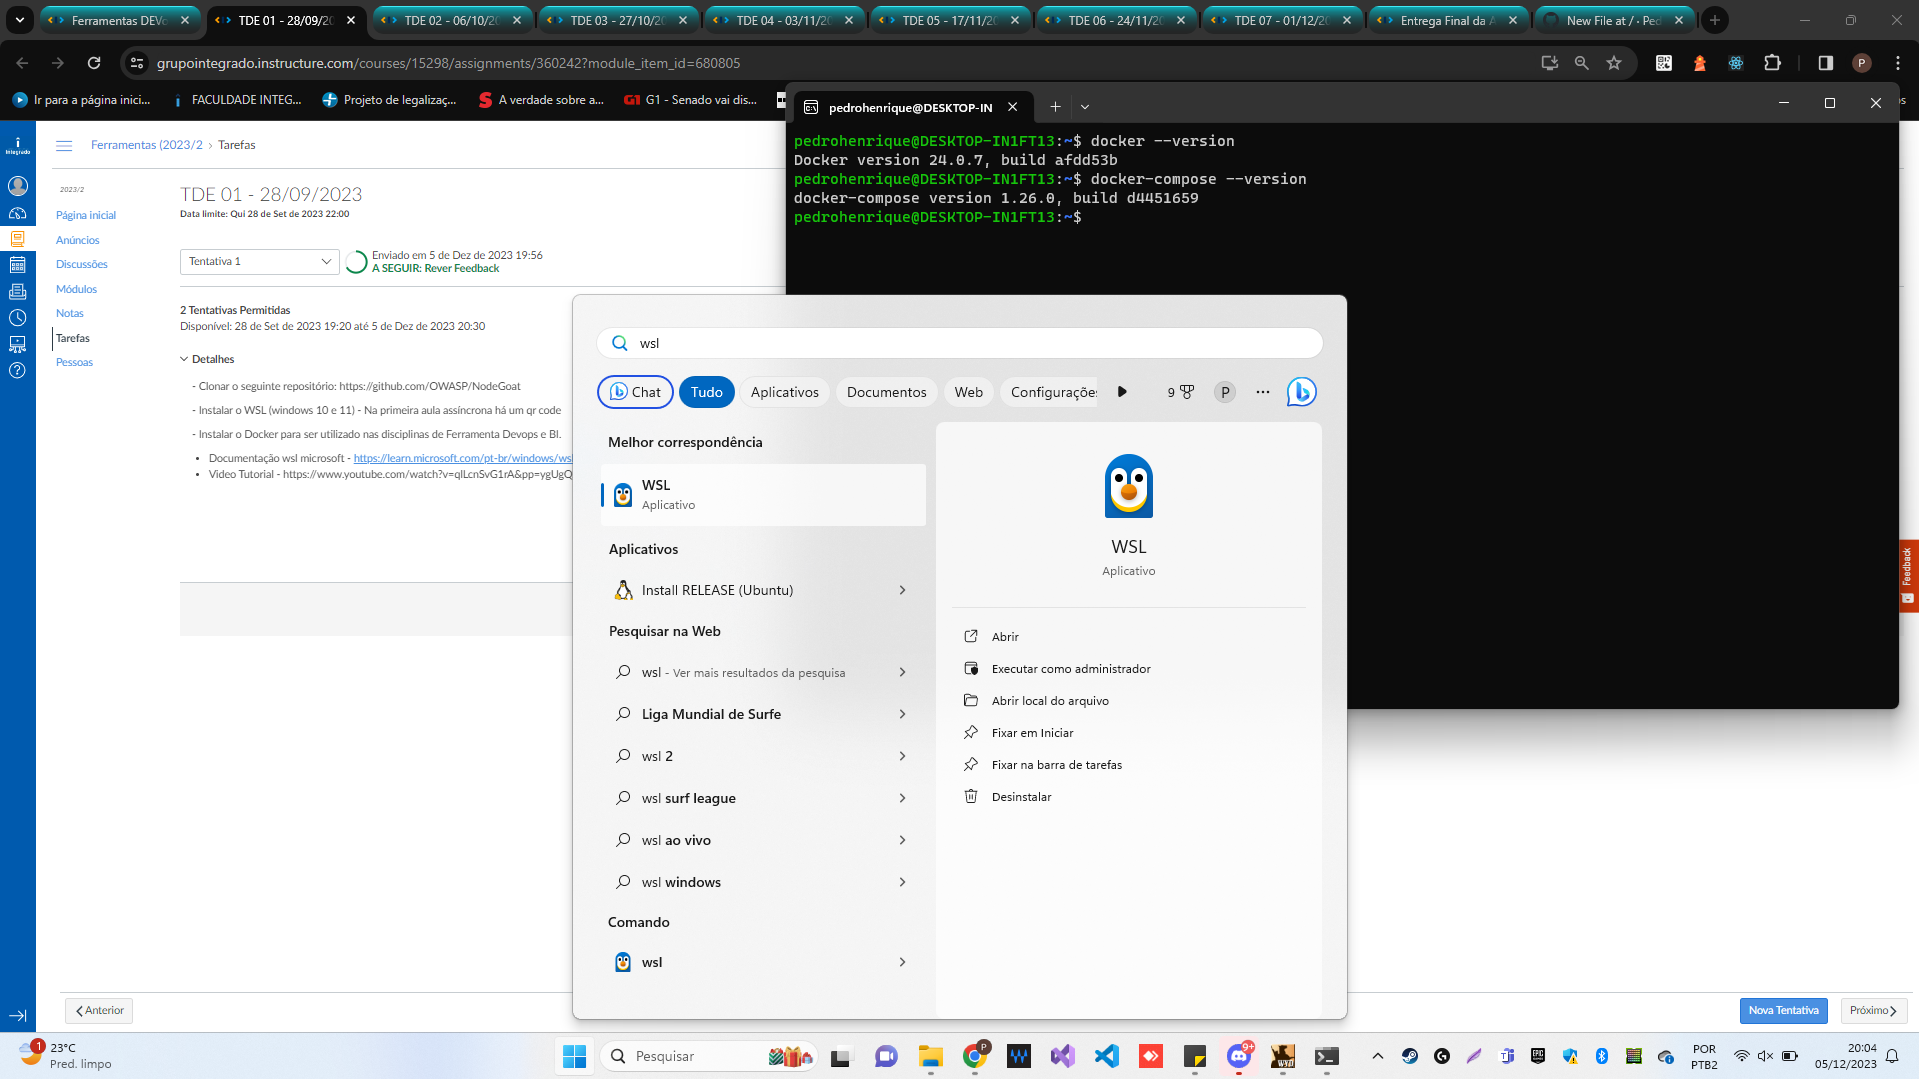 Ferramentas DEVo
TDE 01 - 28/09/20
TDE 02 - 06/10/20
TDE 03 - 27/10/20
TDE 04 - 03/11/20
TDE 05 - 17/11/20
TDE 06 - 24/11/20
TDE 07 - 01/12/20
Entrega Final da A
New File at / · Ped
grupointegrado.instructure.com/courses/15298/assignments/360242?module_item_id=680805
P
Ir para a página inici...
FACULDADE INTEG...
Projeto de legalizaç...
A verdade sobre a...
G1 - Senado vai dis...
os
Integrado
Ferramentas (2023/2 > Tarefas
2023/2
Página inicial
Anúncios
Discussões
Módulos
Notas
Tarefas
Pessoas
TDE 01 - 28/09/2023
Data limite: Qui 28 de Set de 2023 22:00
Tentativa 1
Enviado em 5 de Dez de 2023 19:56
A SEGUIR: Rever Feedback
2 Tentativas Permitidas
Disponível: 28 de Set de 2023 19:20 até 5 de Dez de 2023 20:30
Detalhes
- Clonar o seguinte repositório: https://github.com/OWASP/NodeGoat
- Instalar o WSL (windows 10 e 11) - Na primeira aula assíncrona há um qr code
- Instalar o Docker para ser utilizado nas disciplinas de Ferramenta Devops e BI.
• Documentação wsl microsoft - https://learn.microsoft.com/pt-br/windows/wsl
• Video Tutorial - https://www.youtube.com/watch?v=qlLcnSvG1rA&pp=ygUgQ
Anterior
Nova Tentativa
Próximo
Feedback
pedrohenrique@DESKTOP-IN
pedrohenrique@DESKTOP-IN1FT13:~$ docker --version
Docker version 24.0.7, build afdd53b
pedrohenrique@DESKTOP-IN1FT13:~$ docker-compose --version
docker-compose version 1.26.0, build d4451659
pedrohenrique@DESKTOP-IN1FT13:~$
wsl
Chat
Tudo
Aplicativos
Documentos
Web
Configurações
9
P
Melhor correspondência
WSL
Aplicativo
Aplicativos
Install RELEASE (Ubuntu)
Pesquisar na Web
wsl - Ver mais resultados da pesquisa
Liga Mundial de Surfe
wsl 2
wsl surf league
wsl ao vivo
wsl windows
Comando
wsl
WSL
Aplicativo
Abrir
Executar como administrador
Abrir local do arquivo
Fixar em Iniciar
Fixar na barra de tarefas
Desinstalar
1
23°C
Pred. limpo
Pesquisar
P
9+
POR
PTB2
20:04
05/12/2023